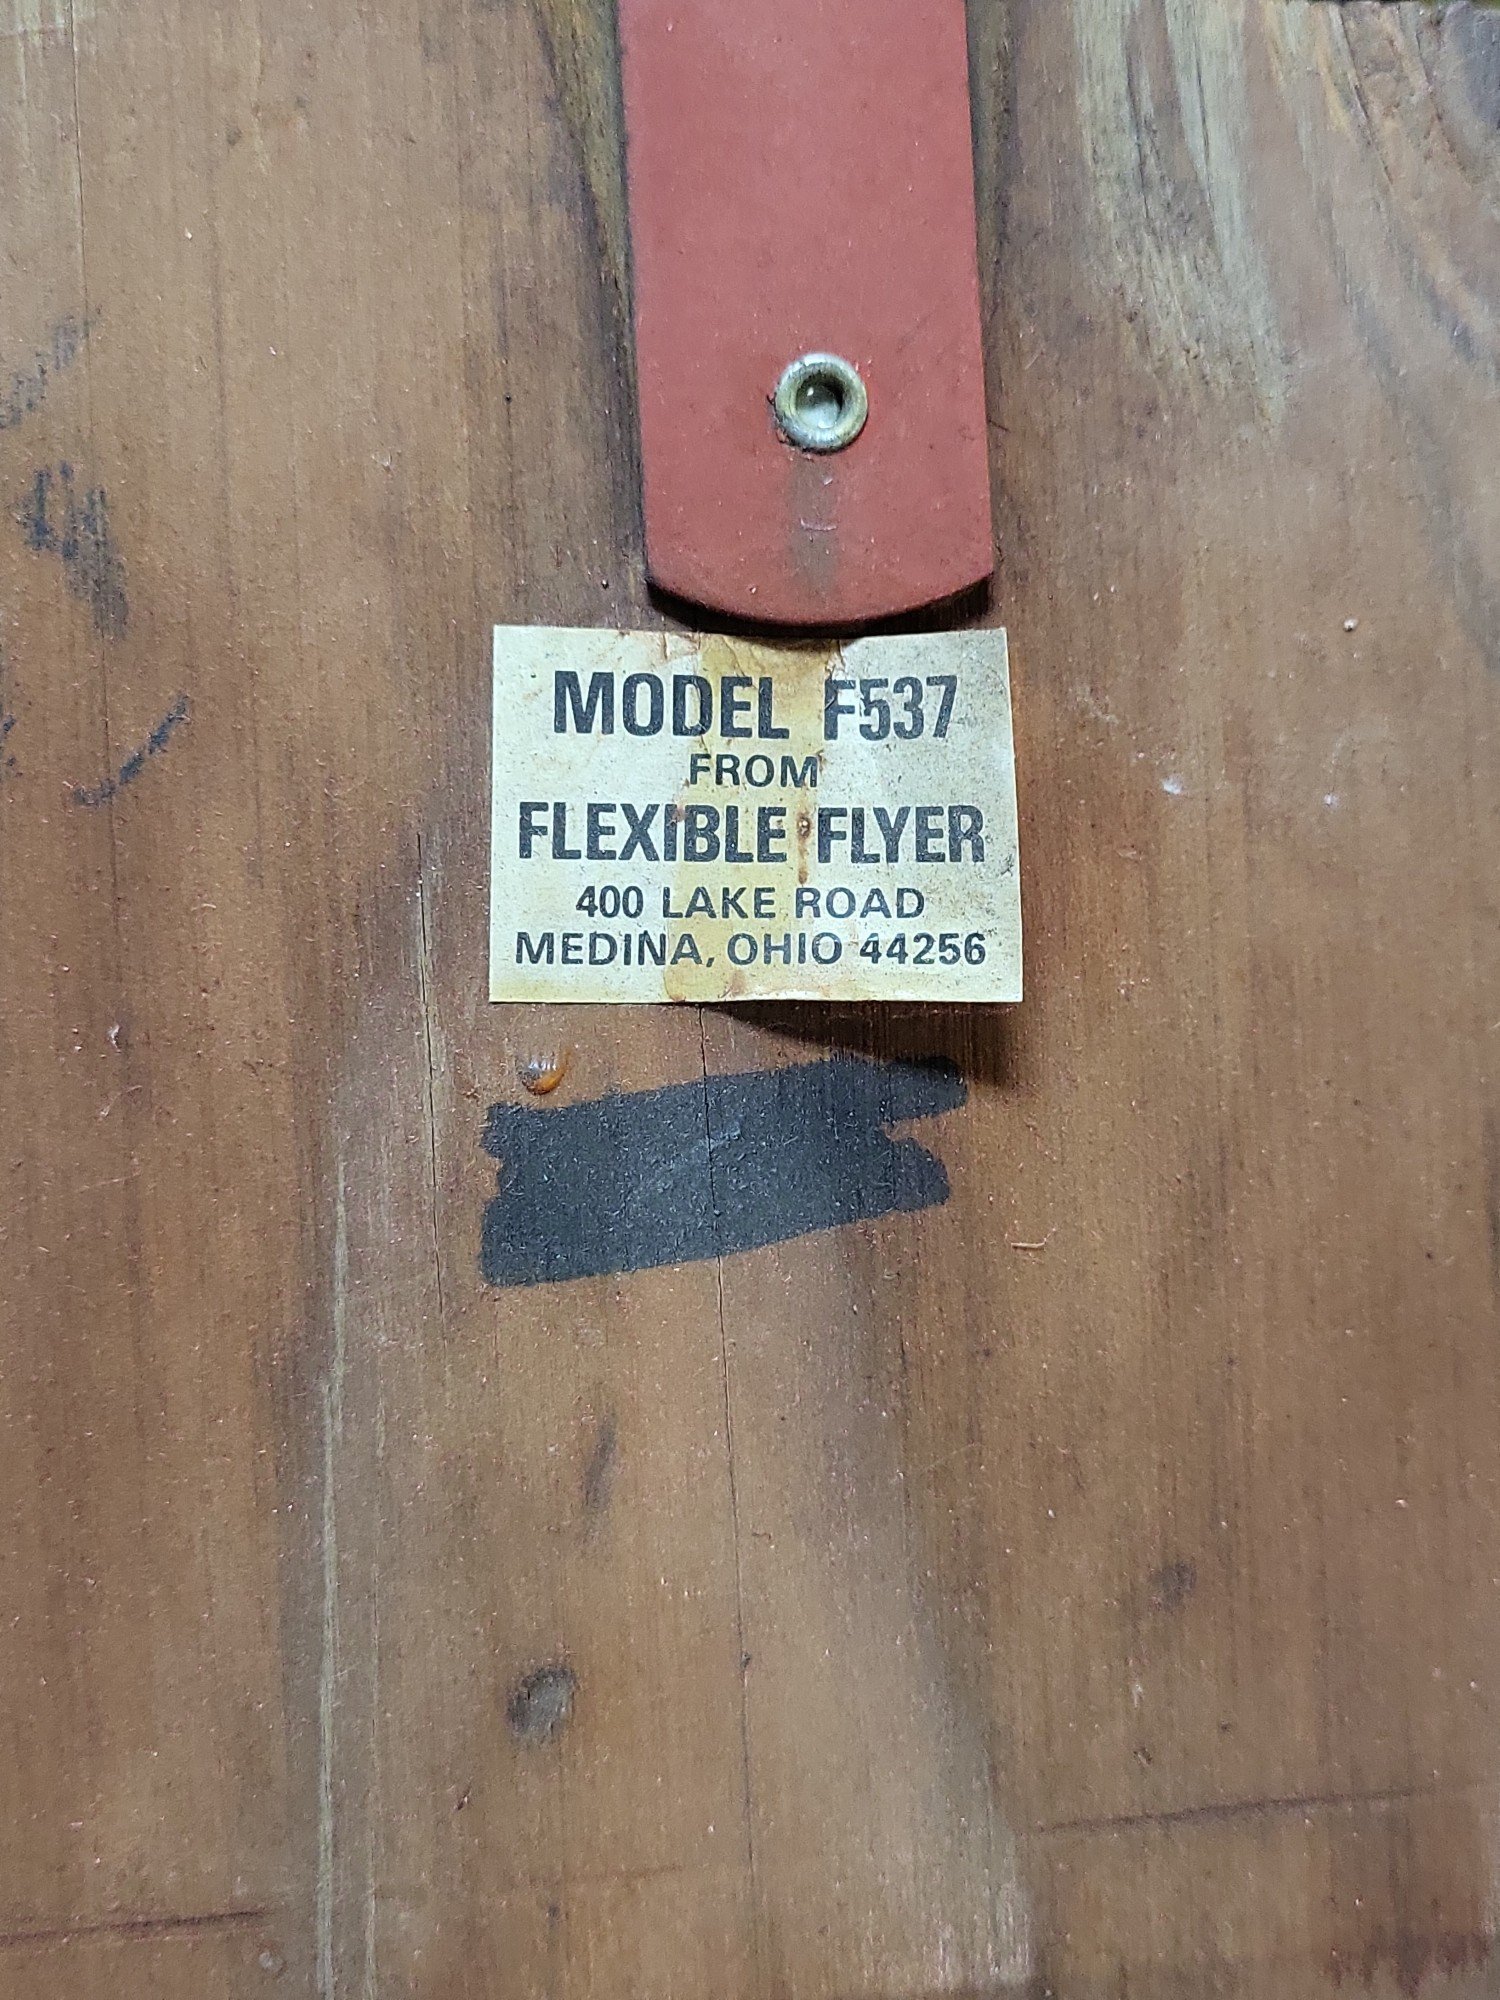 MODEL F537
FROM
FLEXIBLE FLYER
400 LAKE ROAD
MEDINA, OHIO 44256